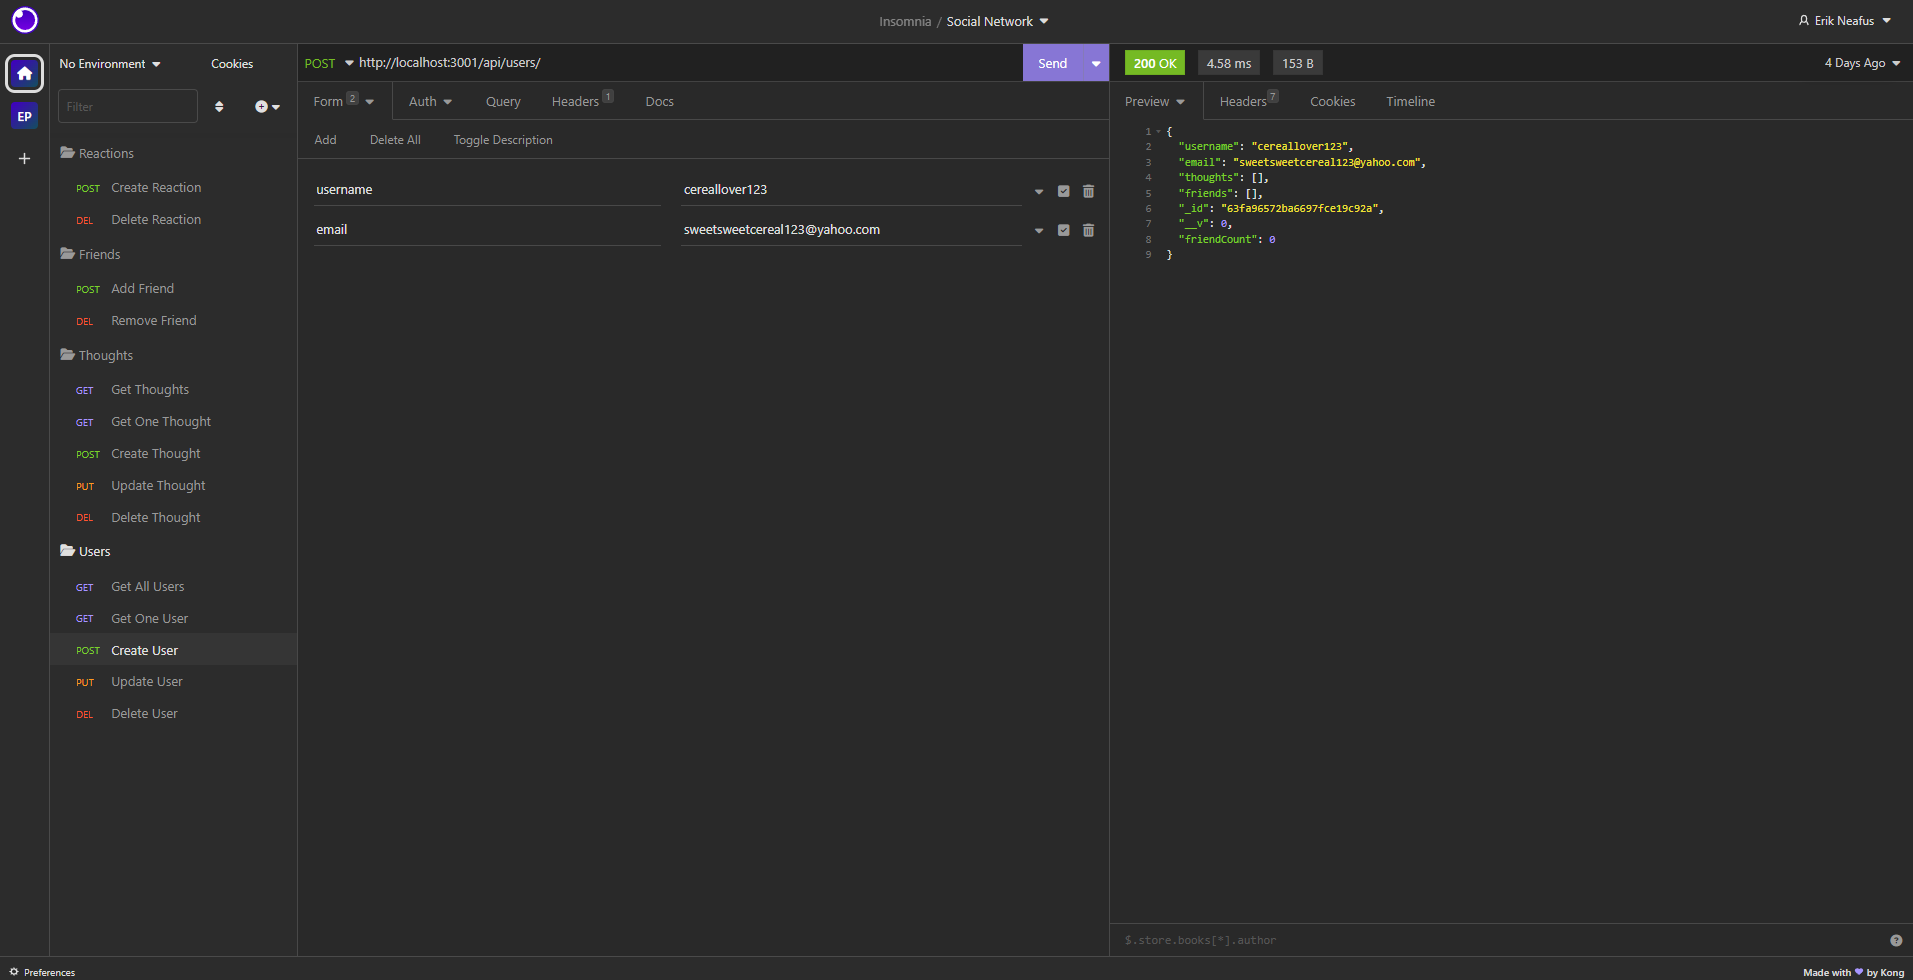 Insomnia / Social Network
Erik Neafus
EP
No Environment
Cookies
Filter
Reactions
POST Create Reaction
DEL Delete Reaction
Friends
POST Add Friend
DEL Remove Friend
Thoughts
GET Get Thoughts
GET Get One Thought
POST Create Thought
PUT Update Thought
DEL Delete Thought
Users
GET Get All Users
GET Get One User
POST Create User
PUT Update User
DEL Delete User
Preferences
POST http://localhost:3001/api/users/ Send
Form 2 Auth Query Headers 1 Docs
Add Delete All Toggle Description
username cereallover123
email sweetsweetcereal123@yahoo.com
200 OK 4.58 ms 153 B 4 Days Ago
Preview Headers 7 Cookies Timeline
1 {
2 "username": "cereallover123",
3 "email": "sweetsweetcereal123@yahoo.com",
4 "thoughts": [],
5 "friends": [],
6 "_id": "63fa96572ba6697fce19c92a",
7 "__v": 0,
8 "friendCount": 0
9 }
$.store.books[*].author
Made with by Kong